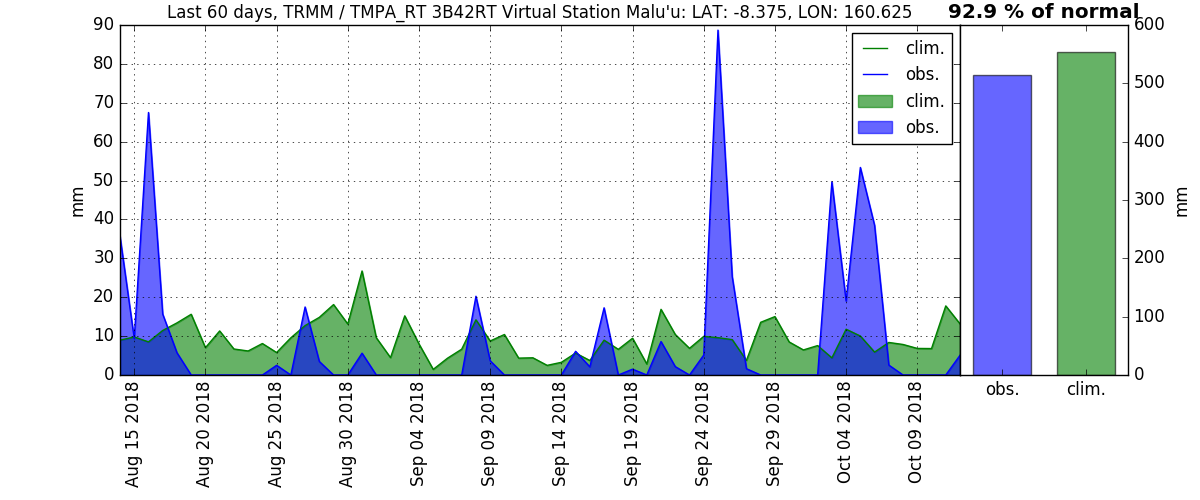 Last 60 days, TRMM / TMPA_RT 3B42RT Virtual Station Malu'u: LAT: -8.375, LON: 160.625
92.9 % of normal
90
80
70
60
50
40
30
20
10
0
mm
clim.
obs.
clim.
obs.
600
500
400
300
200
100
0
mm
Aug 15 2018
Aug 20 2018
Aug 25 2018
Aug 30 2018
Sep 04 2018
Sep 09 2018
Sep 14 2018
Sep 19 2018
Sep 24 2018
Sep 29 2018
Oct 04 2018
Oct 09 2018
obs.
clim.